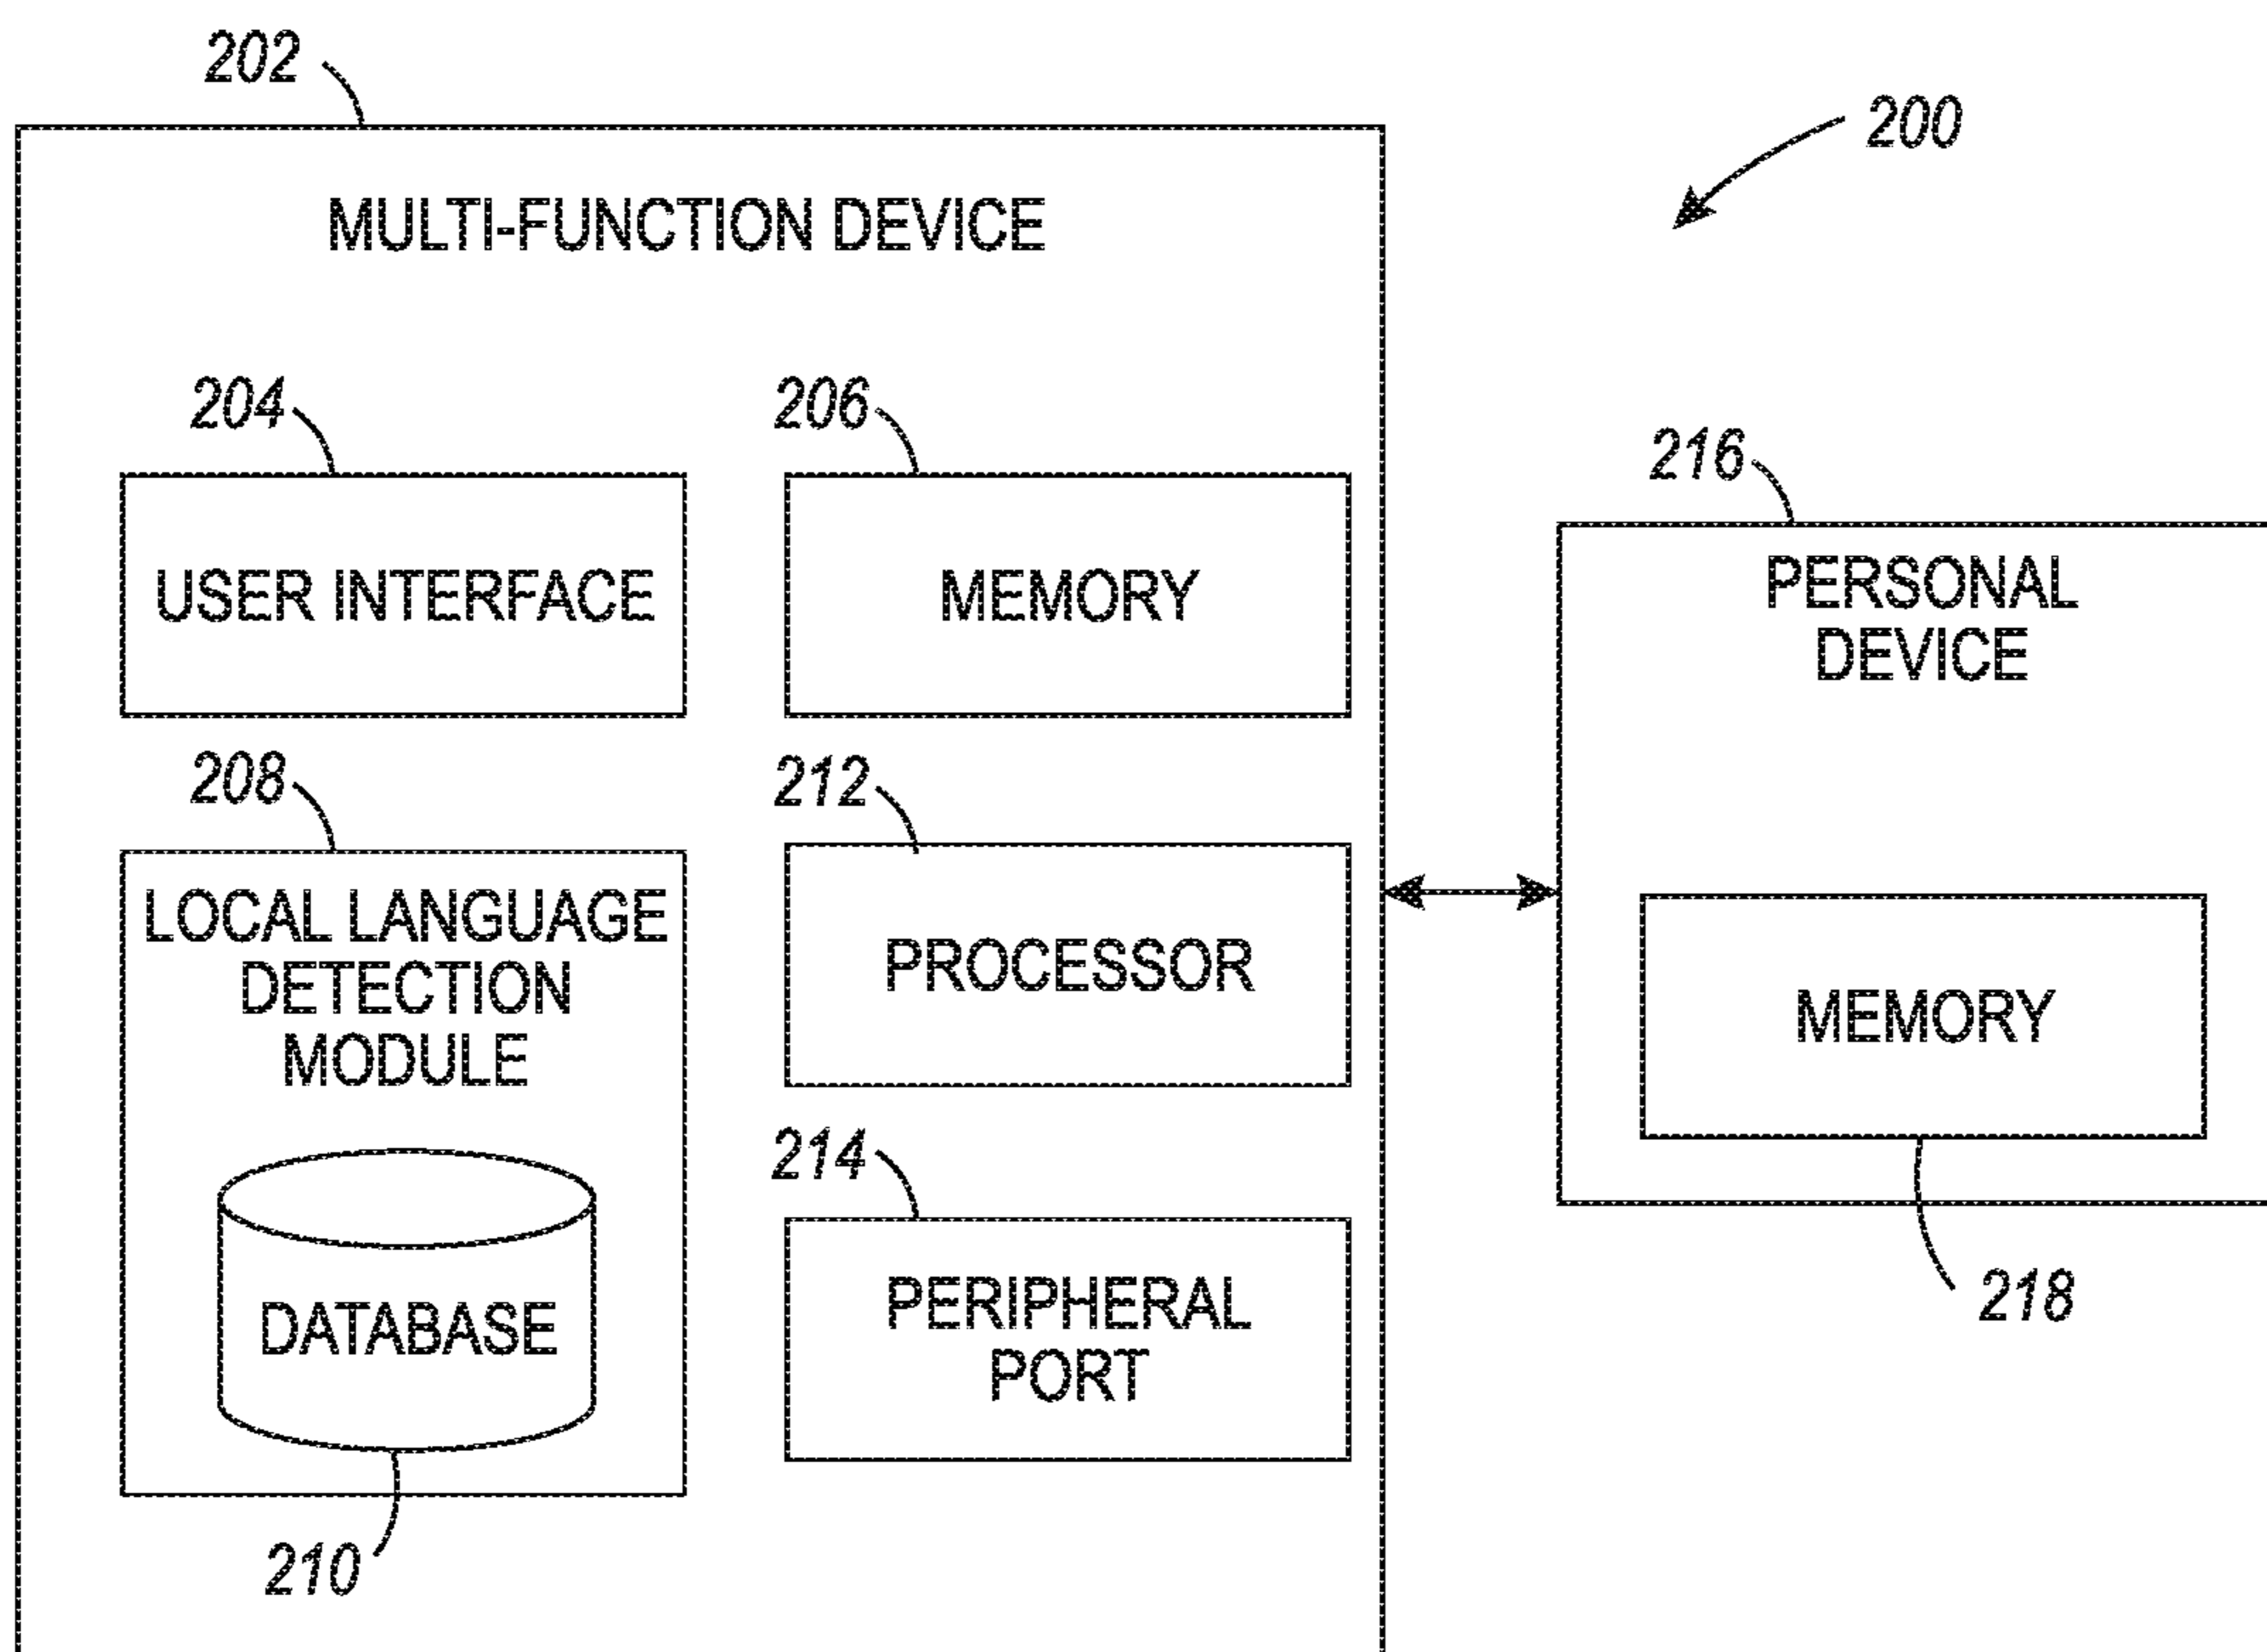 202
200
MULTI-FUNCTION DEVICE
204
206
216
USER INTERFACE
MEMORY
PERSONAL
DEVICE
208
212
LOCAL LANGUAGE
DETECTION
MODULE
PROCESSOR
MEMORY
214
DATABASE
PERIPHERAL
PORT
218
210